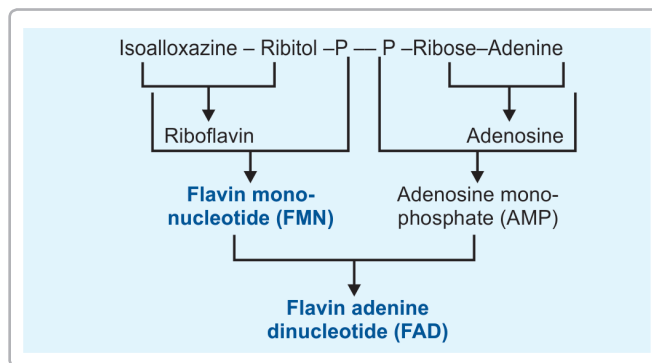 Isoalloxazine – Ribitol –P — P –Ribose–Adenine
Riboflavin
Adenosine
Flavin mono-
nucleotide (FMN)
Adenosine mono-
phosphate (AMP)
Flavin adenine
dinucleotide (FAD)